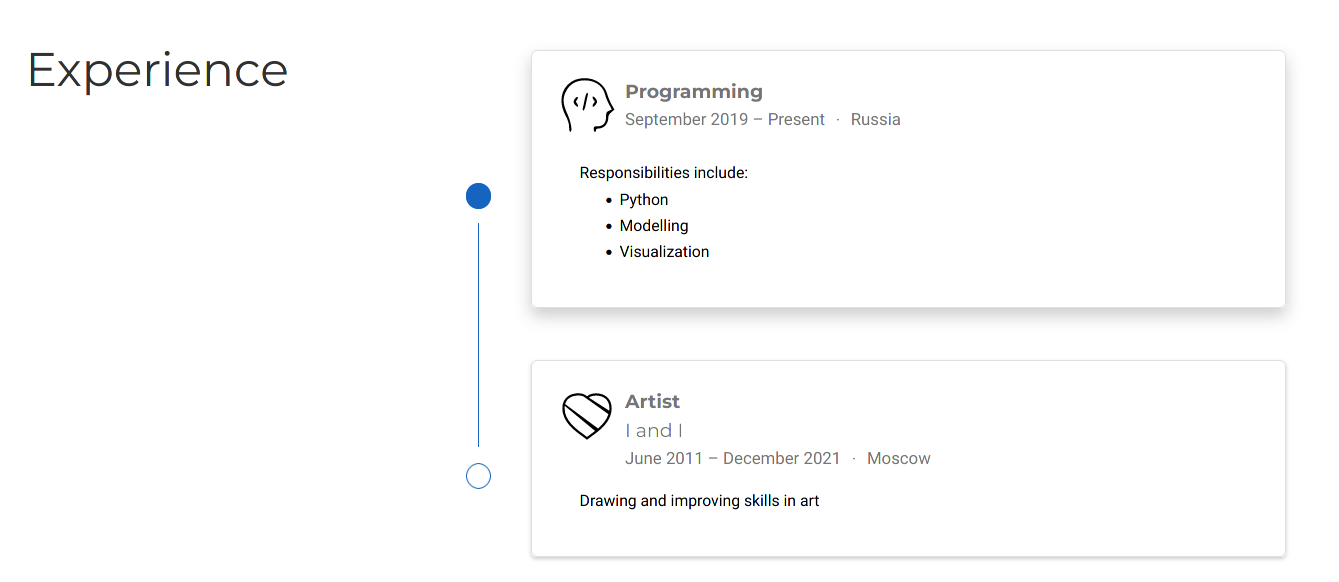 Experience
Programming
September 2019 – Present · Russia
Responsibilities include:
• Python
• Modelling
• Visualization
Artist
I and I
June 2011 – December 2021 · Moscow
Drawing and improving skills in art